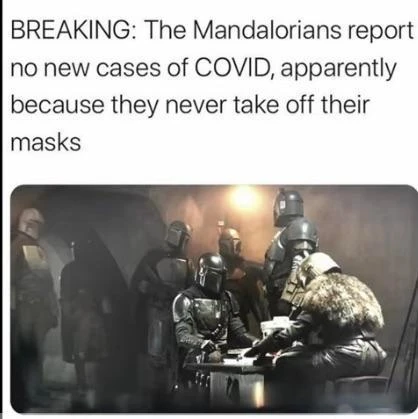 BREAKING: The Mandalorians report
no new cases of COVID, apparently
because they never take off their
masks